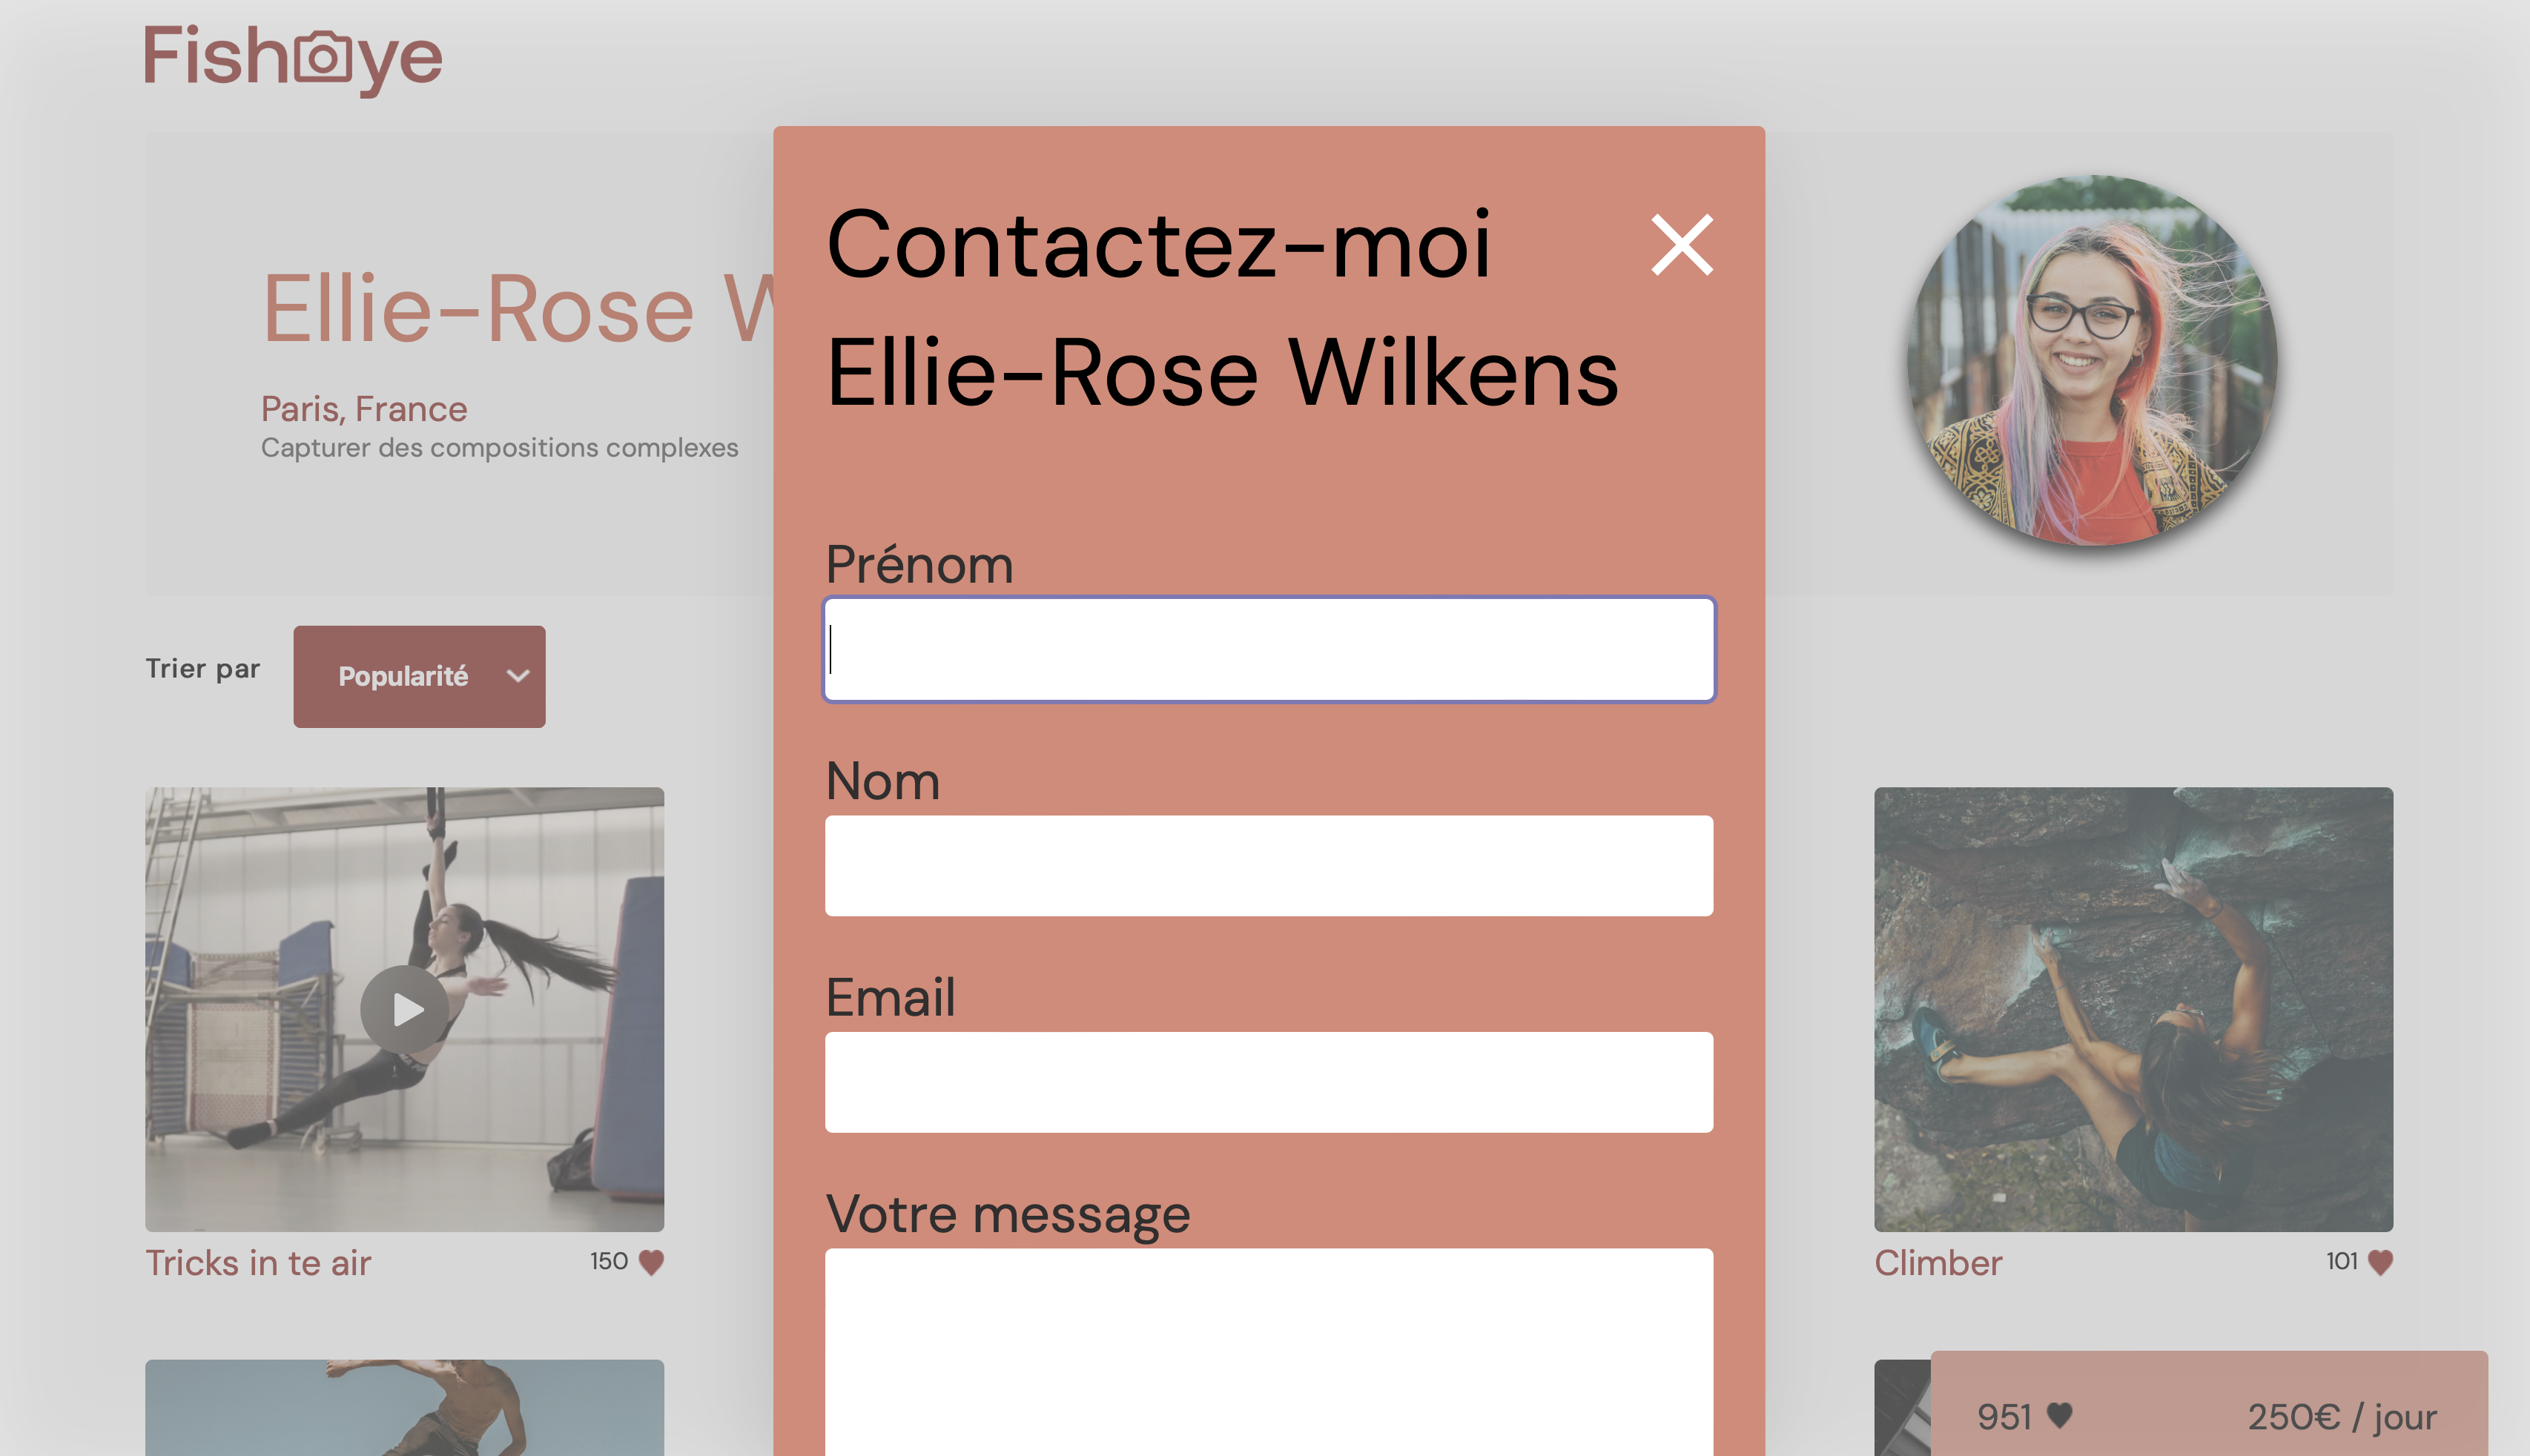 Fisheye
Ellie-Rose W
Paris, France
Capturer des compositions complexes
Contactez-moi
Ellie-Rose Wilkens
Prénom
Nom
Email
Votre message
Trier par
Popularité
Tricks in te air
150
Climber
101
951
250€ / jour